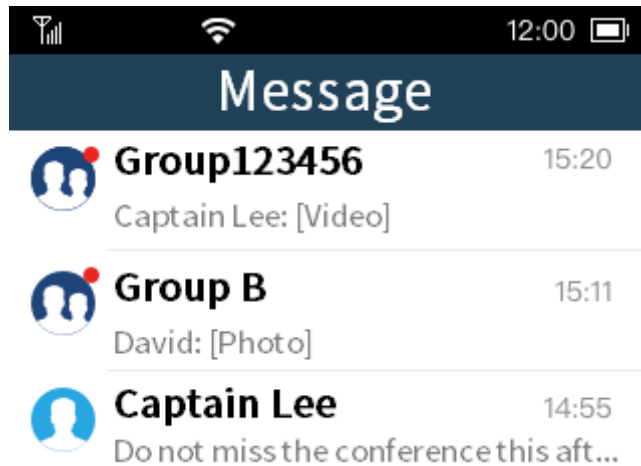 12:00
Message
Group123456 15:20
Captain Lee: [Video]
Group B 15:11
David: [Photo]
Captain Lee 14:55
Do not miss the conference this aft...